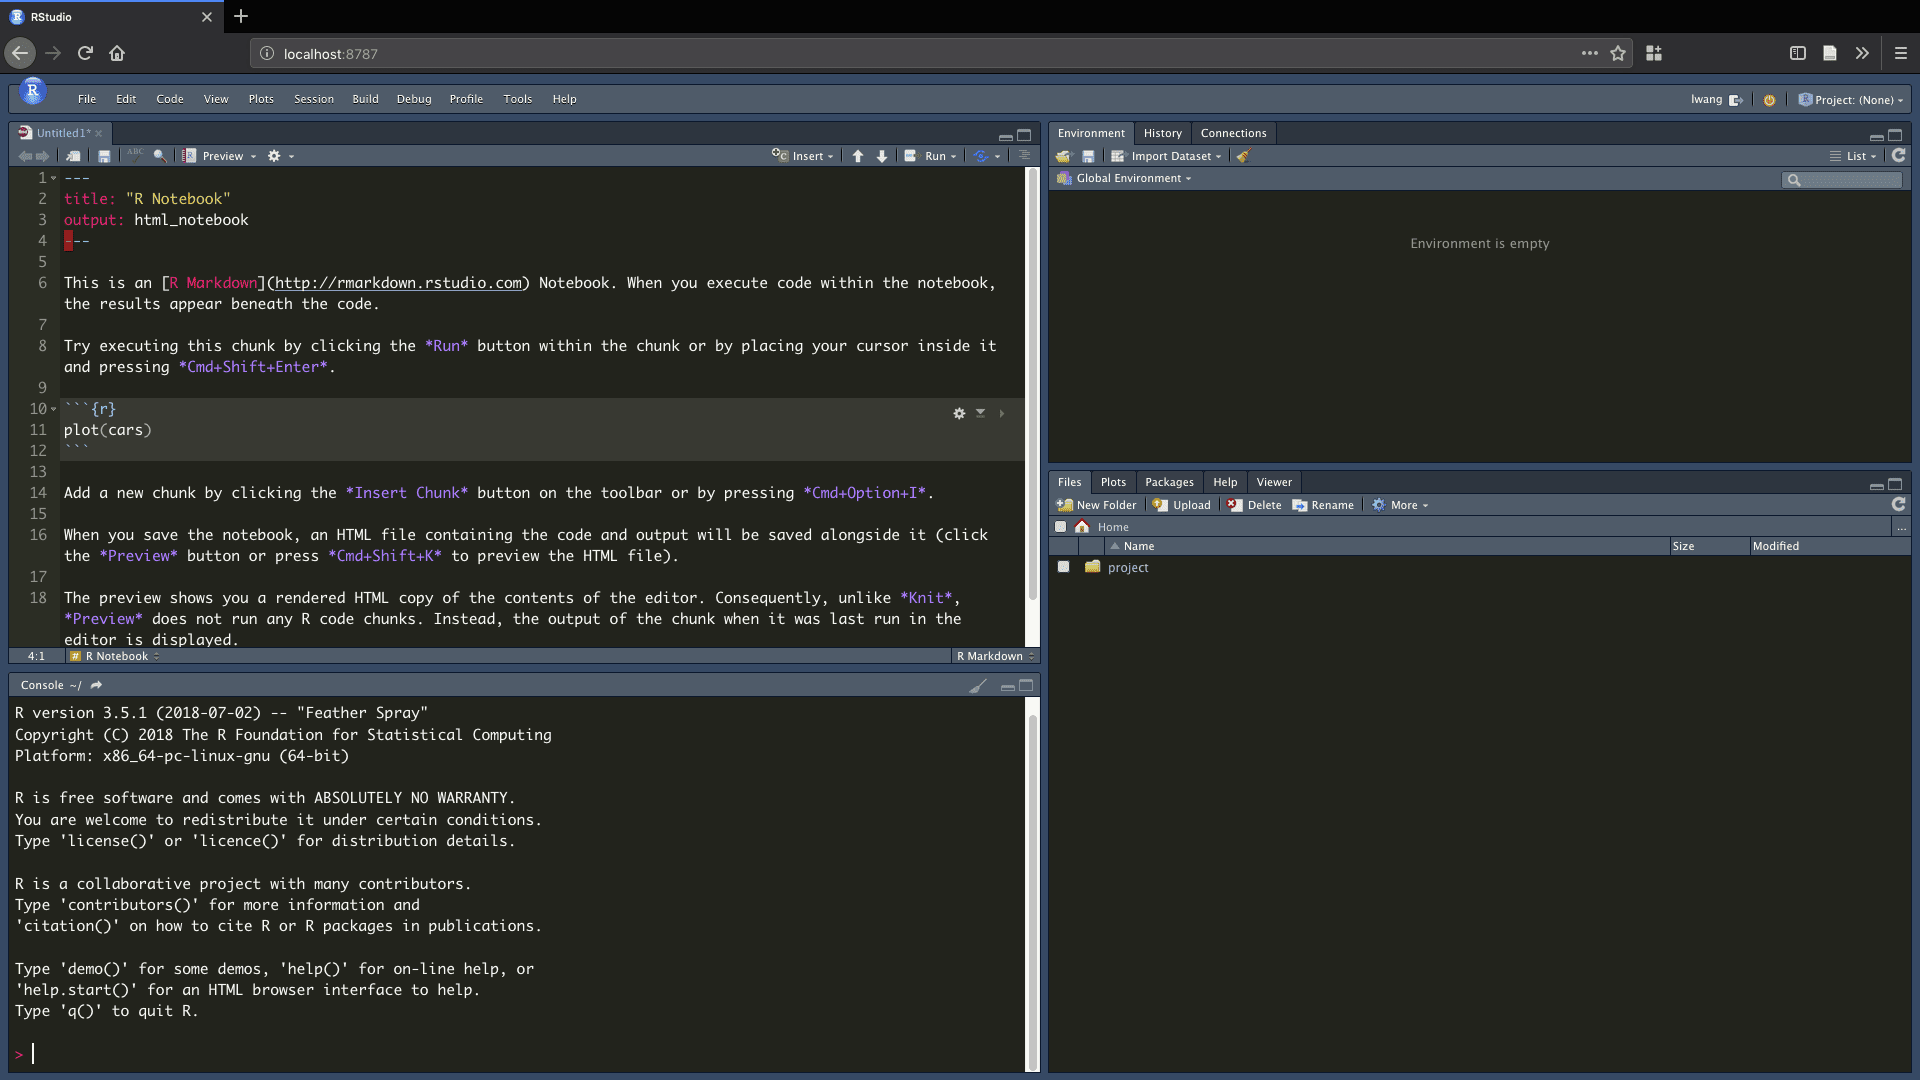 RStudio
localhost:8787
File Edit Code View Plots Session Build Debug Profile Tools Help
lwang
Project: (None)
Untitled1*
ABC
Preview
Insert
Run
1 ---
2 title: "R Notebook"
3 output: html_notebook
4 ---
5
6 This is an [R Markdown](http://rmarkdown.rstudio.com) Notebook. When you execute code within the notebook,
the results appear beneath the code.
7
8 Try executing this chunk by clicking the *Run* button within the chunk or by placing your cursor inside it
and pressing *Cmd+Shift+Enter*.
9
10 ```{r}
11 plot(cars)
12 ```
13
14 Add a new chunk by clicking the *Insert Chunk* button on the toolbar or by pressing *Cmd+Option+I*.
15
16 When you save the notebook, an HTML file containing the code and output will be saved alongside it (click
the *Preview* button or press *Cmd+Shift+K* to preview the HTML file).
17
18 The preview shows you a rendered HTML copy of the contents of the editor. Consequently, unlike *Knit*,
*Preview* does not run any R code chunks. Instead, the output of the chunk when it was last run in the
editor is displayed.
4:1 R Notebook R Markdown
Console ~/
R version 3.5.1 (2018-07-02) -- "Feather Spray"
Copyright (C) 2018 The R Foundation for Statistical Computing
Platform: x86_64-pc-linux-gnu (64-bit)
R is free software and comes with ABSOLUTELY NO WARRANTY.
You are welcome to redistribute it under certain conditions.
Type 'license()' or 'licence()' for distribution details.
R is a collaborative project with many contributors.
Type 'contributors()' for more information and
'citation()' on how to cite R or R packages in publications.
Type 'demo()' for some demos, 'help()' for on-line help, or
'help.start()' for an HTML browser interface to help.
Type 'q()' to quit R.
>
Environment History Connections
Import Dataset
List
Global Environment
Environment is empty
Files Plots Packages Help Viewer
New Folder Upload Delete Rename More
Home
...
Name Size Modified
project